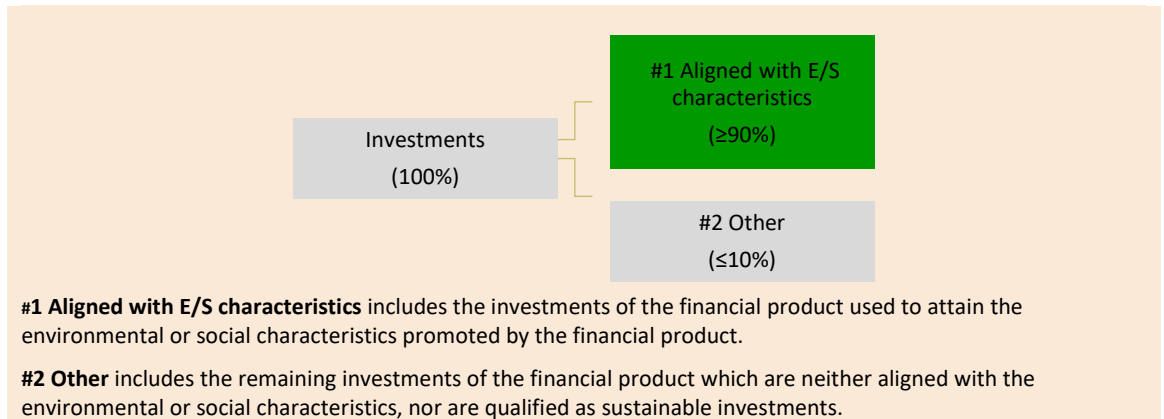 #1 Aligned with E/S
characteristics
(≥90%)
Investments
(100%)
#2 Other
(≤10%)
#1 Aligned with E/S characteristics includes the investments of the financial product used to attain the
environmental or social characteristics promoted by the financial product.
#2 Other includes the remaining investments of the financial product which are neither aligned with the
environmental or social characteristics, nor are qualified as sustainable investments.